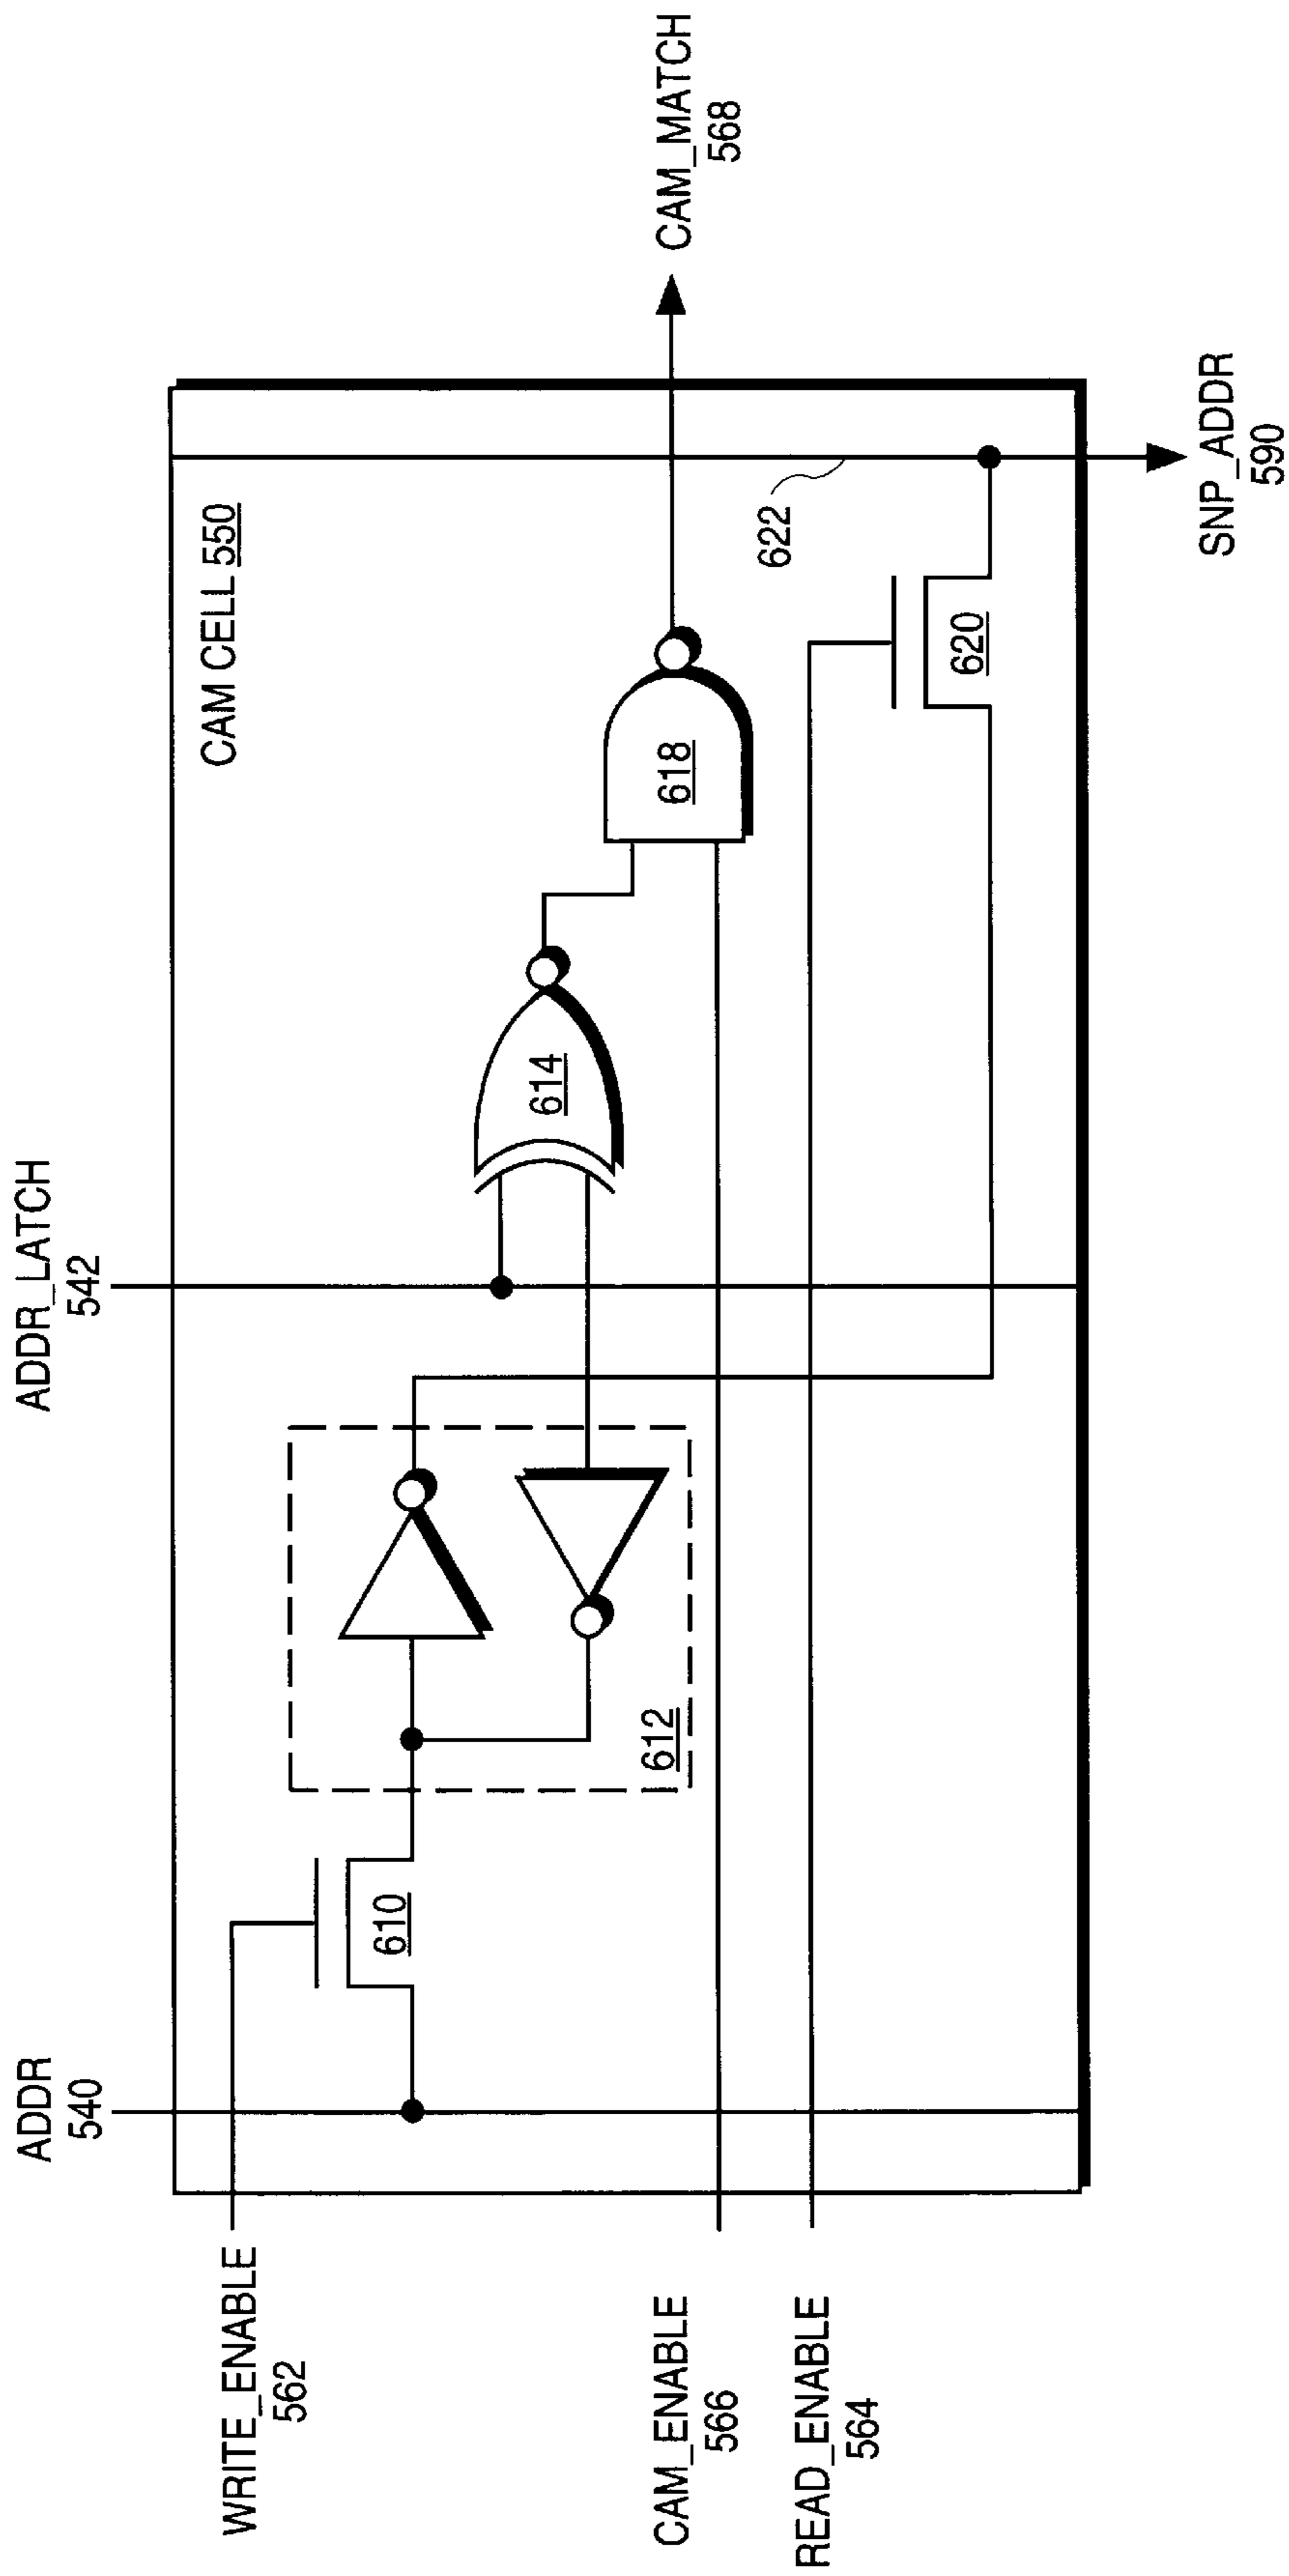 ADDR
540
ADDR_LATCH
542
WRITE_ENABLE
562
CAM CELL 550
610
612
614
618
CAM_MATCH
568
CAM_ENABLE
566
622
READ_ENABLE
564
620
SNP_ADDR
590